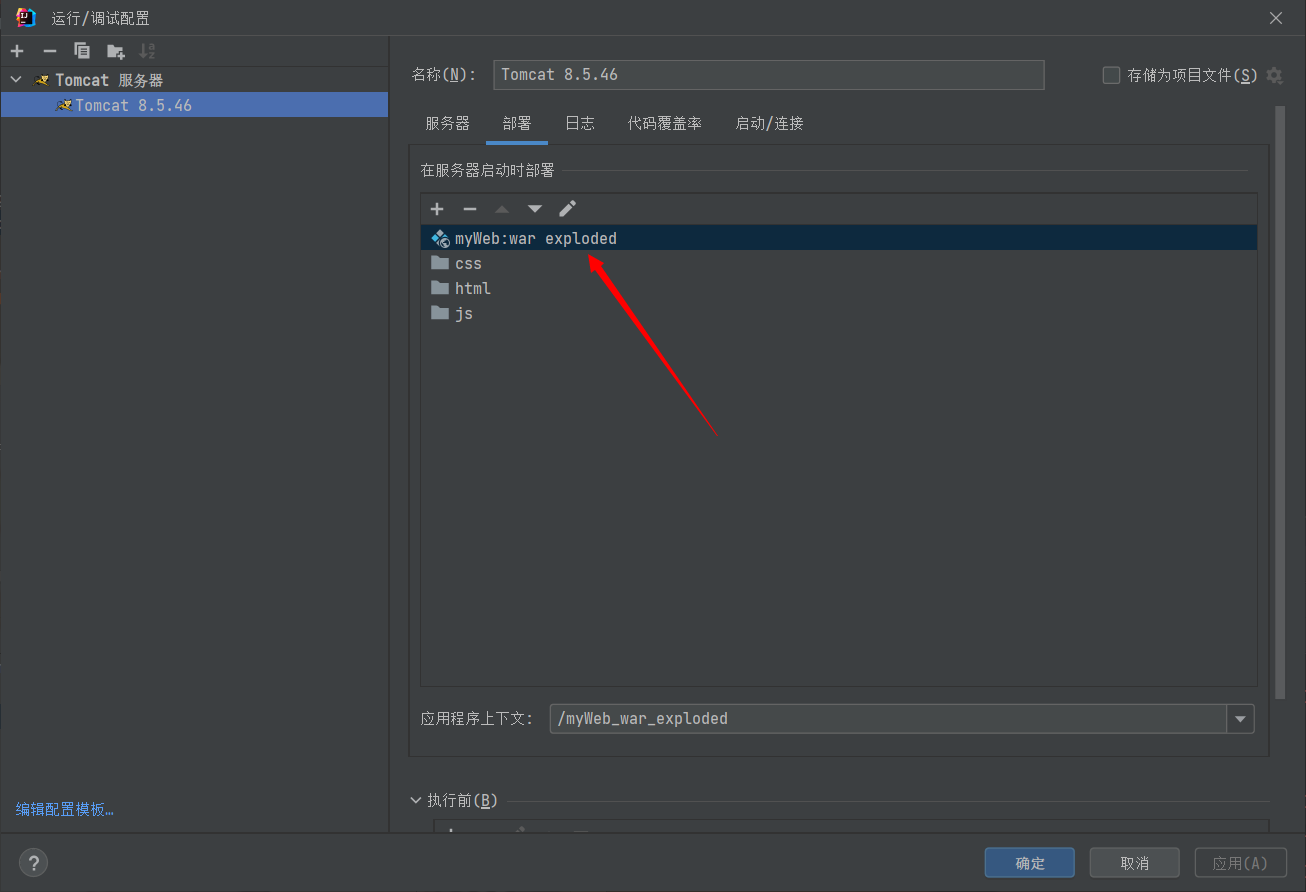 运行/调试配置
Tomcat 服务器
Tomcat 8.5.46
编辑配置模板…
名称(N): Tomcat 8.5.46 存储为项目文件(S)
服务器 部署 日志 代码覆盖率 启动/连接
在服务器启动时部署
myWeb:war exploded
css
html
js
应用程序上下文: /myWeb_war_exploded
执行前(B)
? 确定 取消 应用(A)